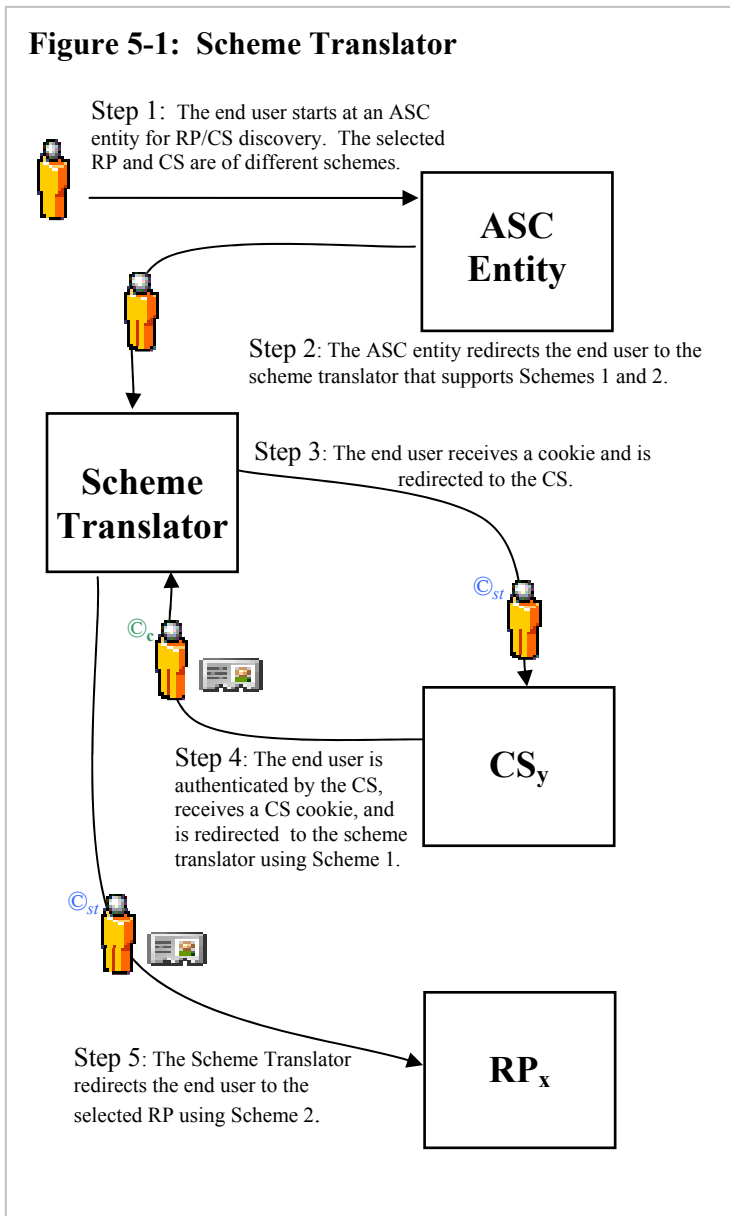 Figure 5-1: Scheme Translator
Step 1: The end user starts at an ASC
entity for RP/CS discovery. The selected
RP and CS are of different schemes.
ASC
Entity
Step 2: The ASC entity redirects the end user to the
scheme translator that supports Schemes 1 and 2.
Scheme
Translator
Step 3: The end user receives a cookie and is
redirected to the CS.
©st
©c
CSy
Step 4: The end user is
authenticated by the CS,
receives a CS cookie, and
is redirected to the scheme
translator using Scheme 1.
©st
RPx
Step 5: The Scheme Translator
redirects the end user to the
selected RP using Scheme 2.